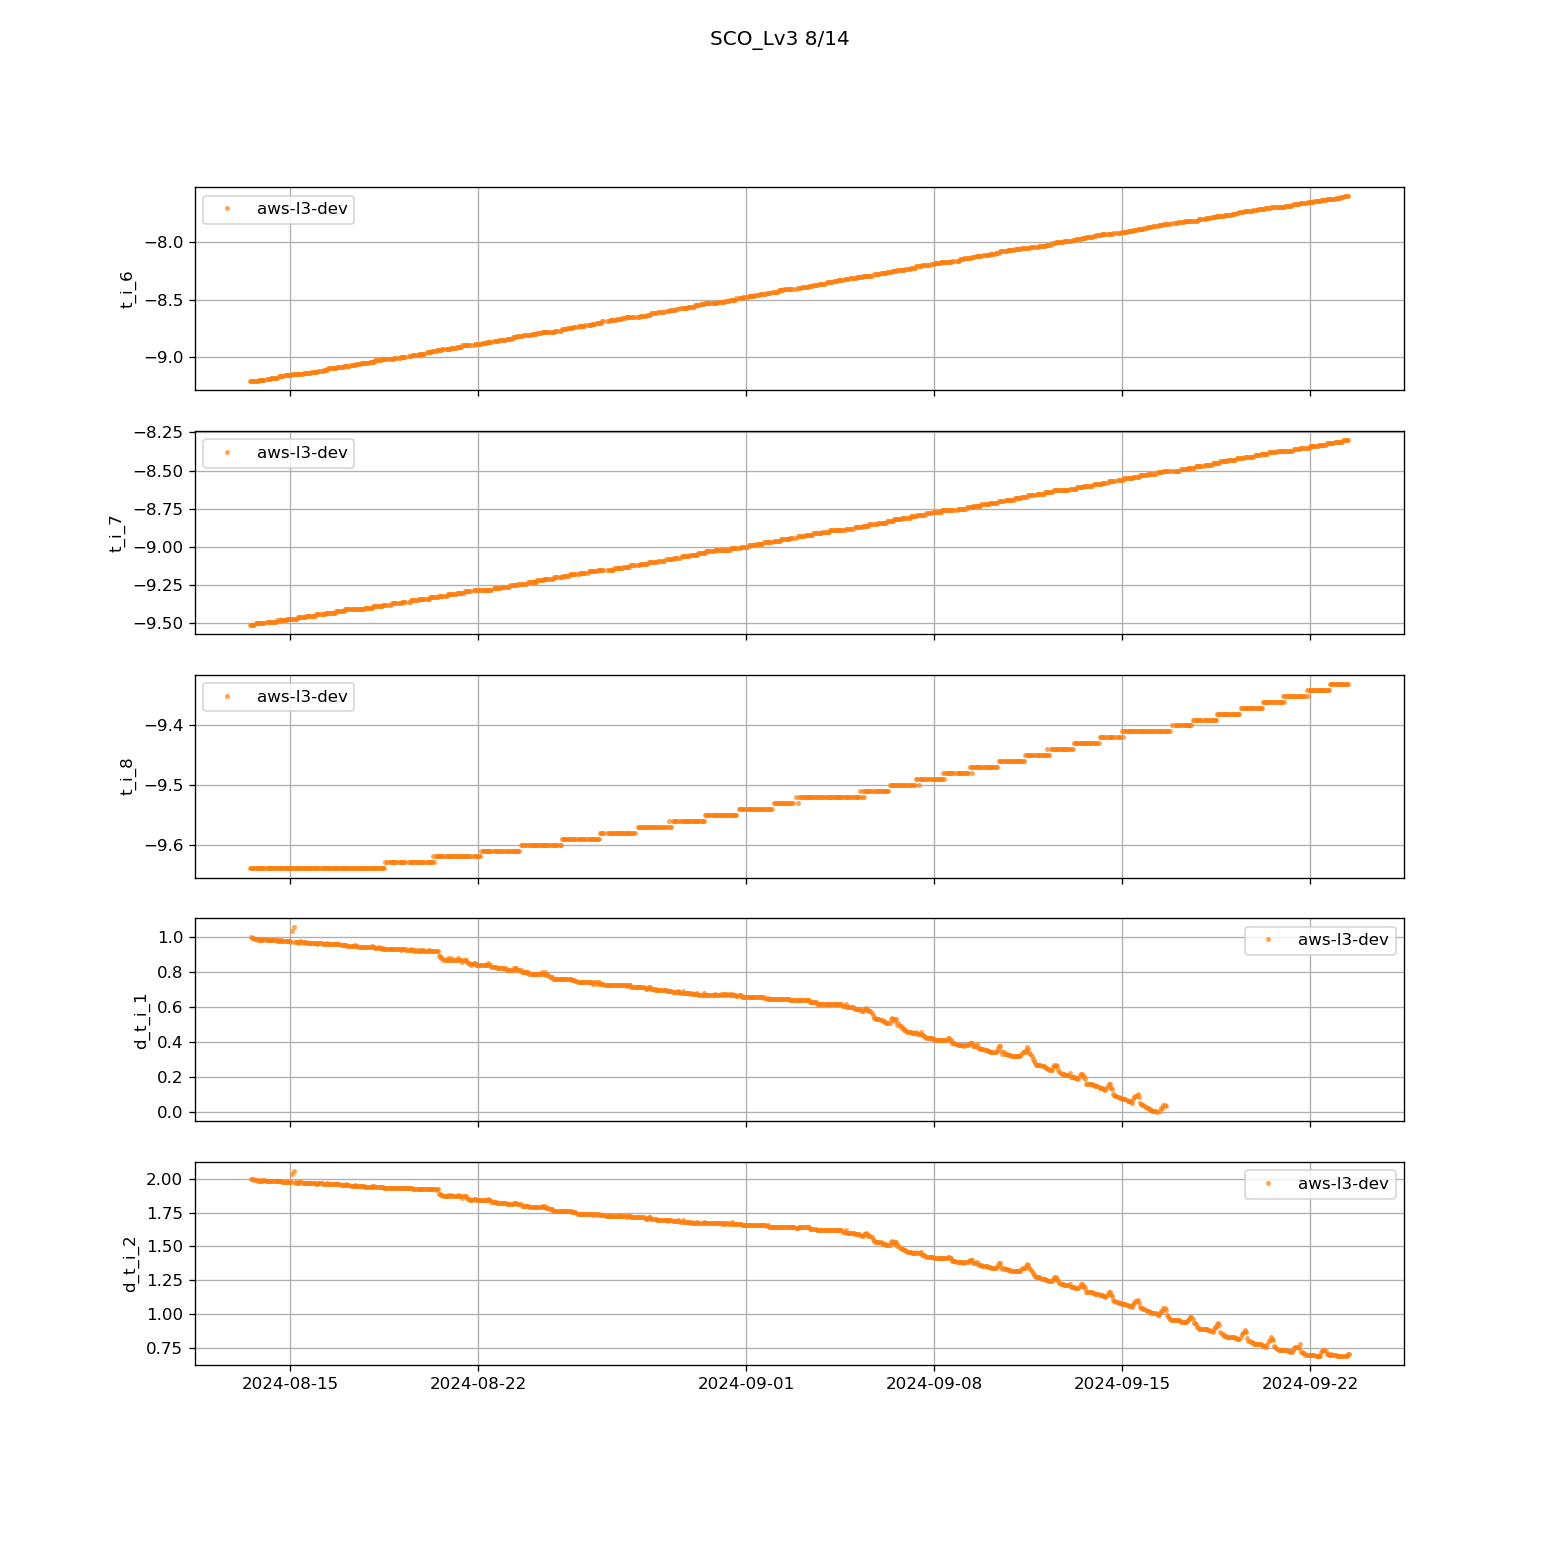 SCO_Lv3 8/14
aws-l3-dev
−8.0
−8.5
−9.0
t_i_6
aws-l3-dev
−8.25
−8.50
−8.75
−9.00
−9.25
−9.50
t_i_7
aws-l3-dev
−9.4
−9.5
−9.6
t_i_8
aws-l3-dev
1.0
0.8
0.6
0.4
0.2
0.0
d_t_i_1
aws-l3-dev
2.00
1.75
1.50
1.25
1.00
0.75
d_t_i_2
2024-08-15 2024-08-22 2024-09-01 2024-09-08 2024-09-15 2024-09-22